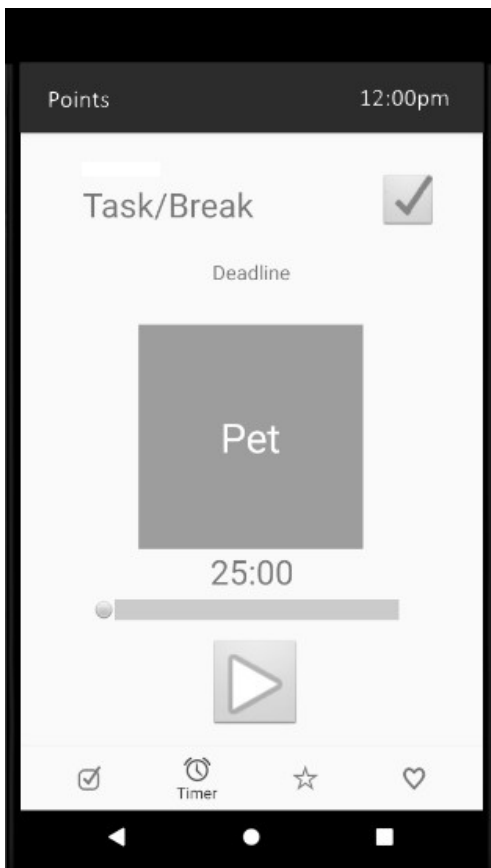 Points 12:00pm
Task/Break
Deadline
Pet
25:00
Timer